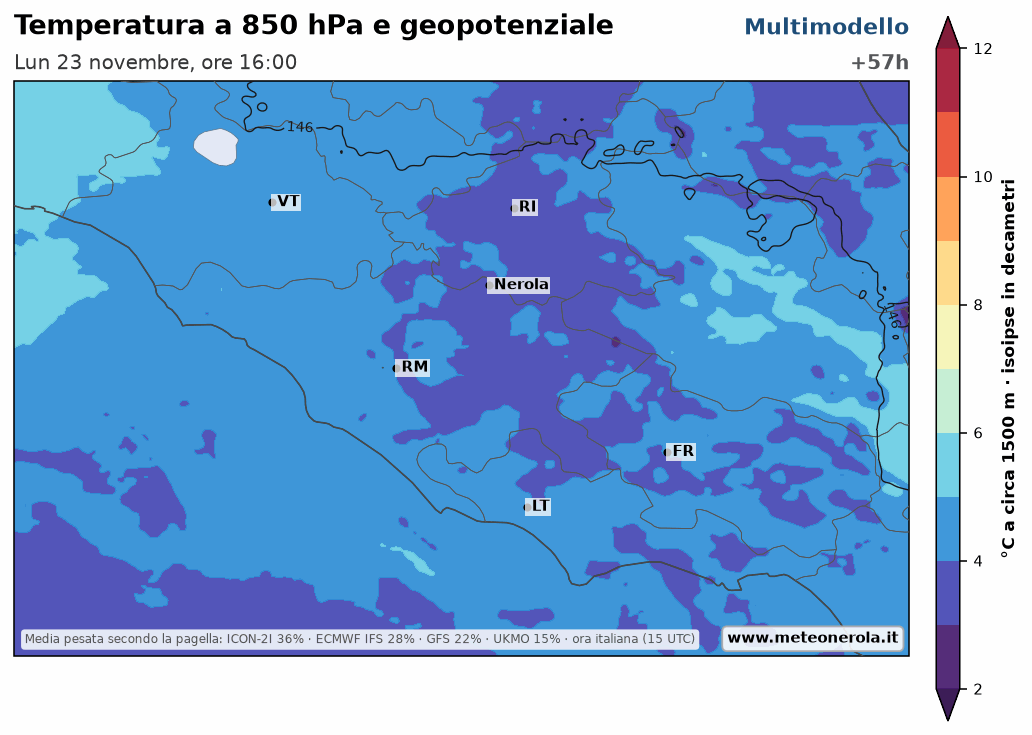 Temperatura a 850 hPa e geopotenziale
Multimodello
Lun 23 novembre, ore 16:00
+57h
146
VT
RI
Nerola
146
RM
FR
LT
Media pesata secondo la pagella: ICON-2I 36% · ECMWF IFS 28% · GFS 22% · UKMO 15% · ora italiana (15 UTC)
www.meteonerola.it
12
10
8
6
4
2
°C a circa 1500 m · isoipse in decametri